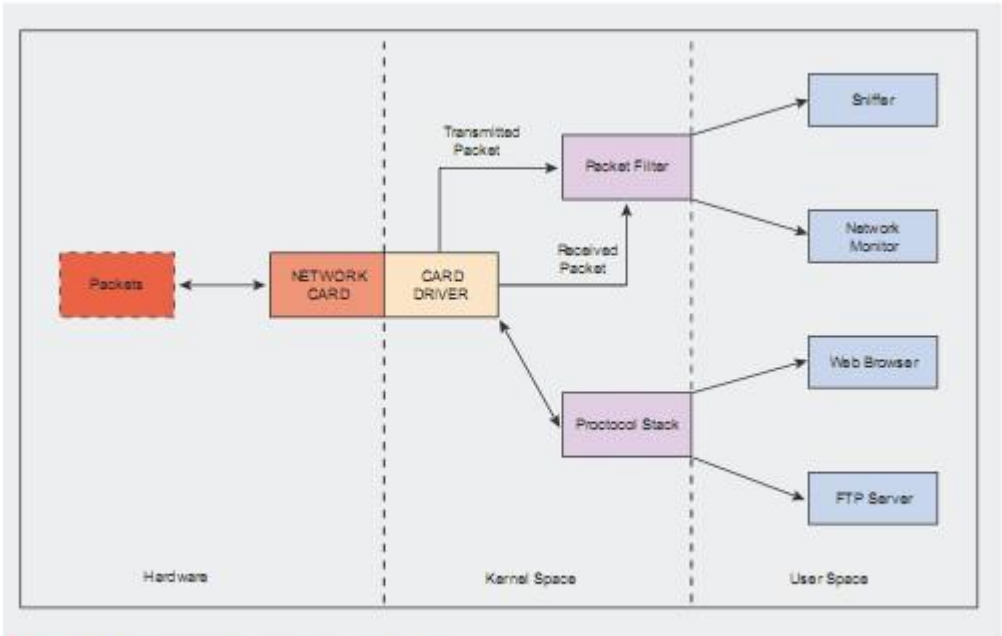 Sniffer
Transmitted
Packet
Packet Filter
Network
Monitor
Received
Packet
Packets
NETWORK
CARD
CARD
DRIVER
Web Browser
Proctocol Stack
FTP Server
Hardware
Kernel Space
User Space